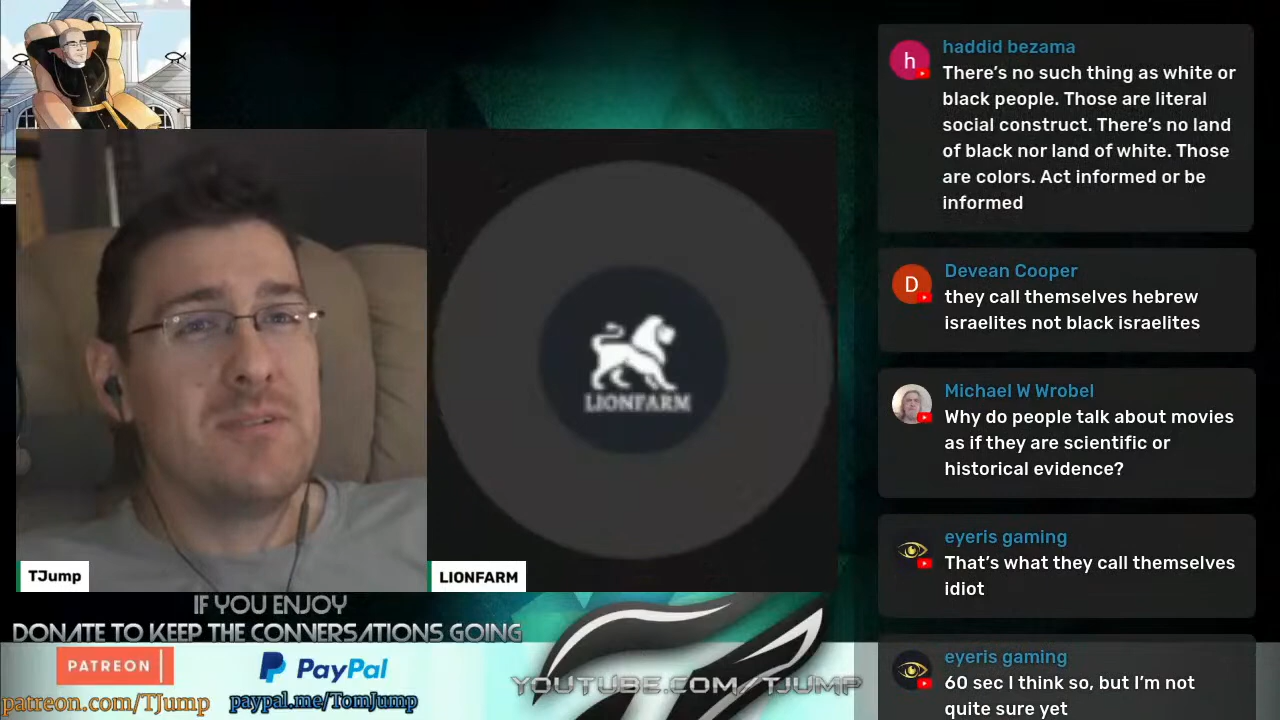 haddid bezama
There’s no such thing as white or
black people. Those are literal
social construct. There’s no land
of black nor land of white. Those
are colors. Act informed or be
informed
h
Devean Cooper
they call themselves hebrew
israelites not black israelites
D
Michael W Wrobel
Why do people talk about movies
as if they are scientific or
historical evidence?
eyeris gaming
That’s what they call themselves
idiot
eyeris gaming
60 sec I think so, but I’m not
quite sure yet
LIONFARM
TJump
LIONFARM
IF YOU ENJOY
DONATE TO KEEP THE CONVERSATIONS GOING
PATREON
PayPal
patreon.com/TJump
paypal.me/TomJump
YOUTUBE.COM/TJUMP